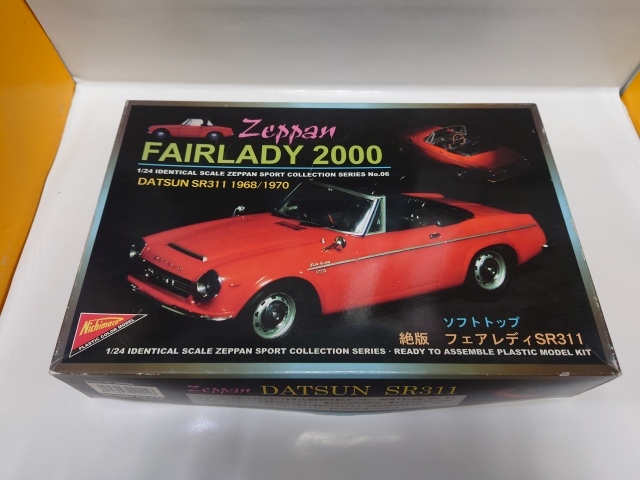 Zeppan
FAIRLADY 2000
1/24 IDENTICAL SCALE ZEPPAN SPORT COLLECTION SERIES No.06
DATSUN SR311 1968/1970
Nichimoco
PLASTIC COLOR MODEL
ソフトトップ
絶版 フェアレディSR311
1/24 IDENTICAL SCALE ZEPPAN SPORT COLLECTION SERIES · READY TO ASSEMBLE PLASTIC MODEL KIT
Zeppan DATSUN SR311